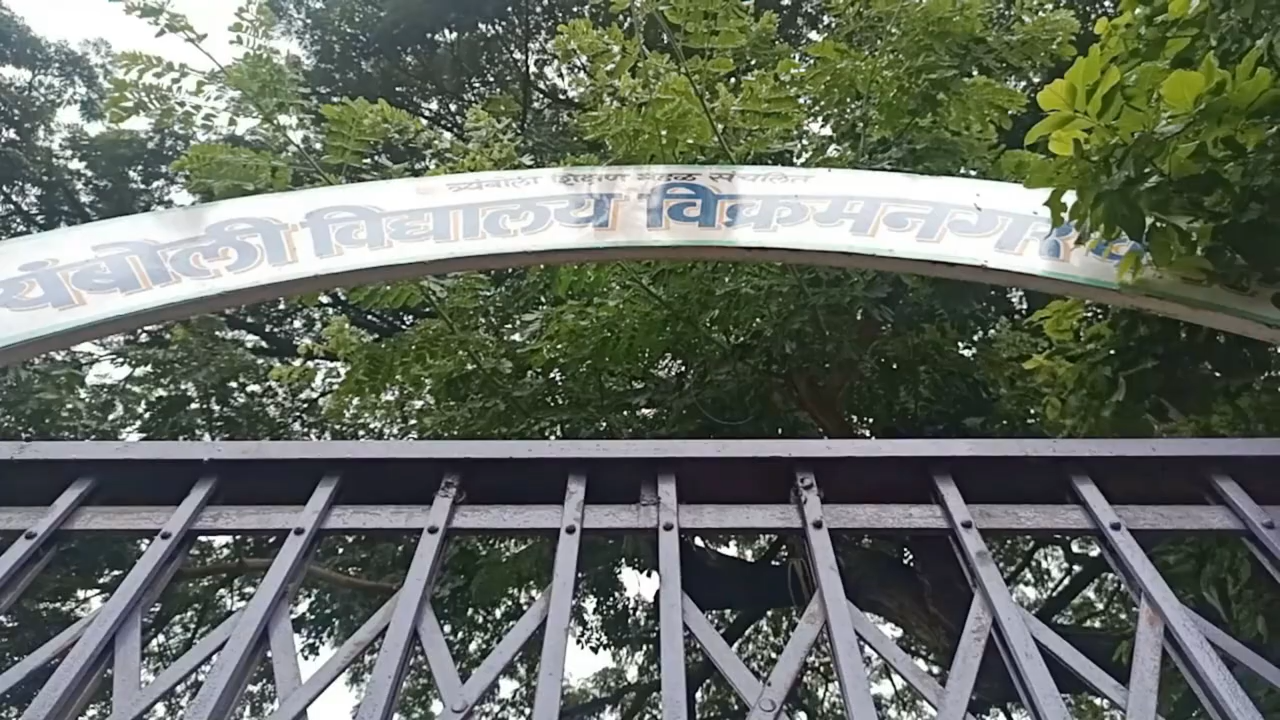 त्र्यंबोली शिक्षण मंडळ संचलित
त्र्यंबोली विद्यालय विक्रमनगर